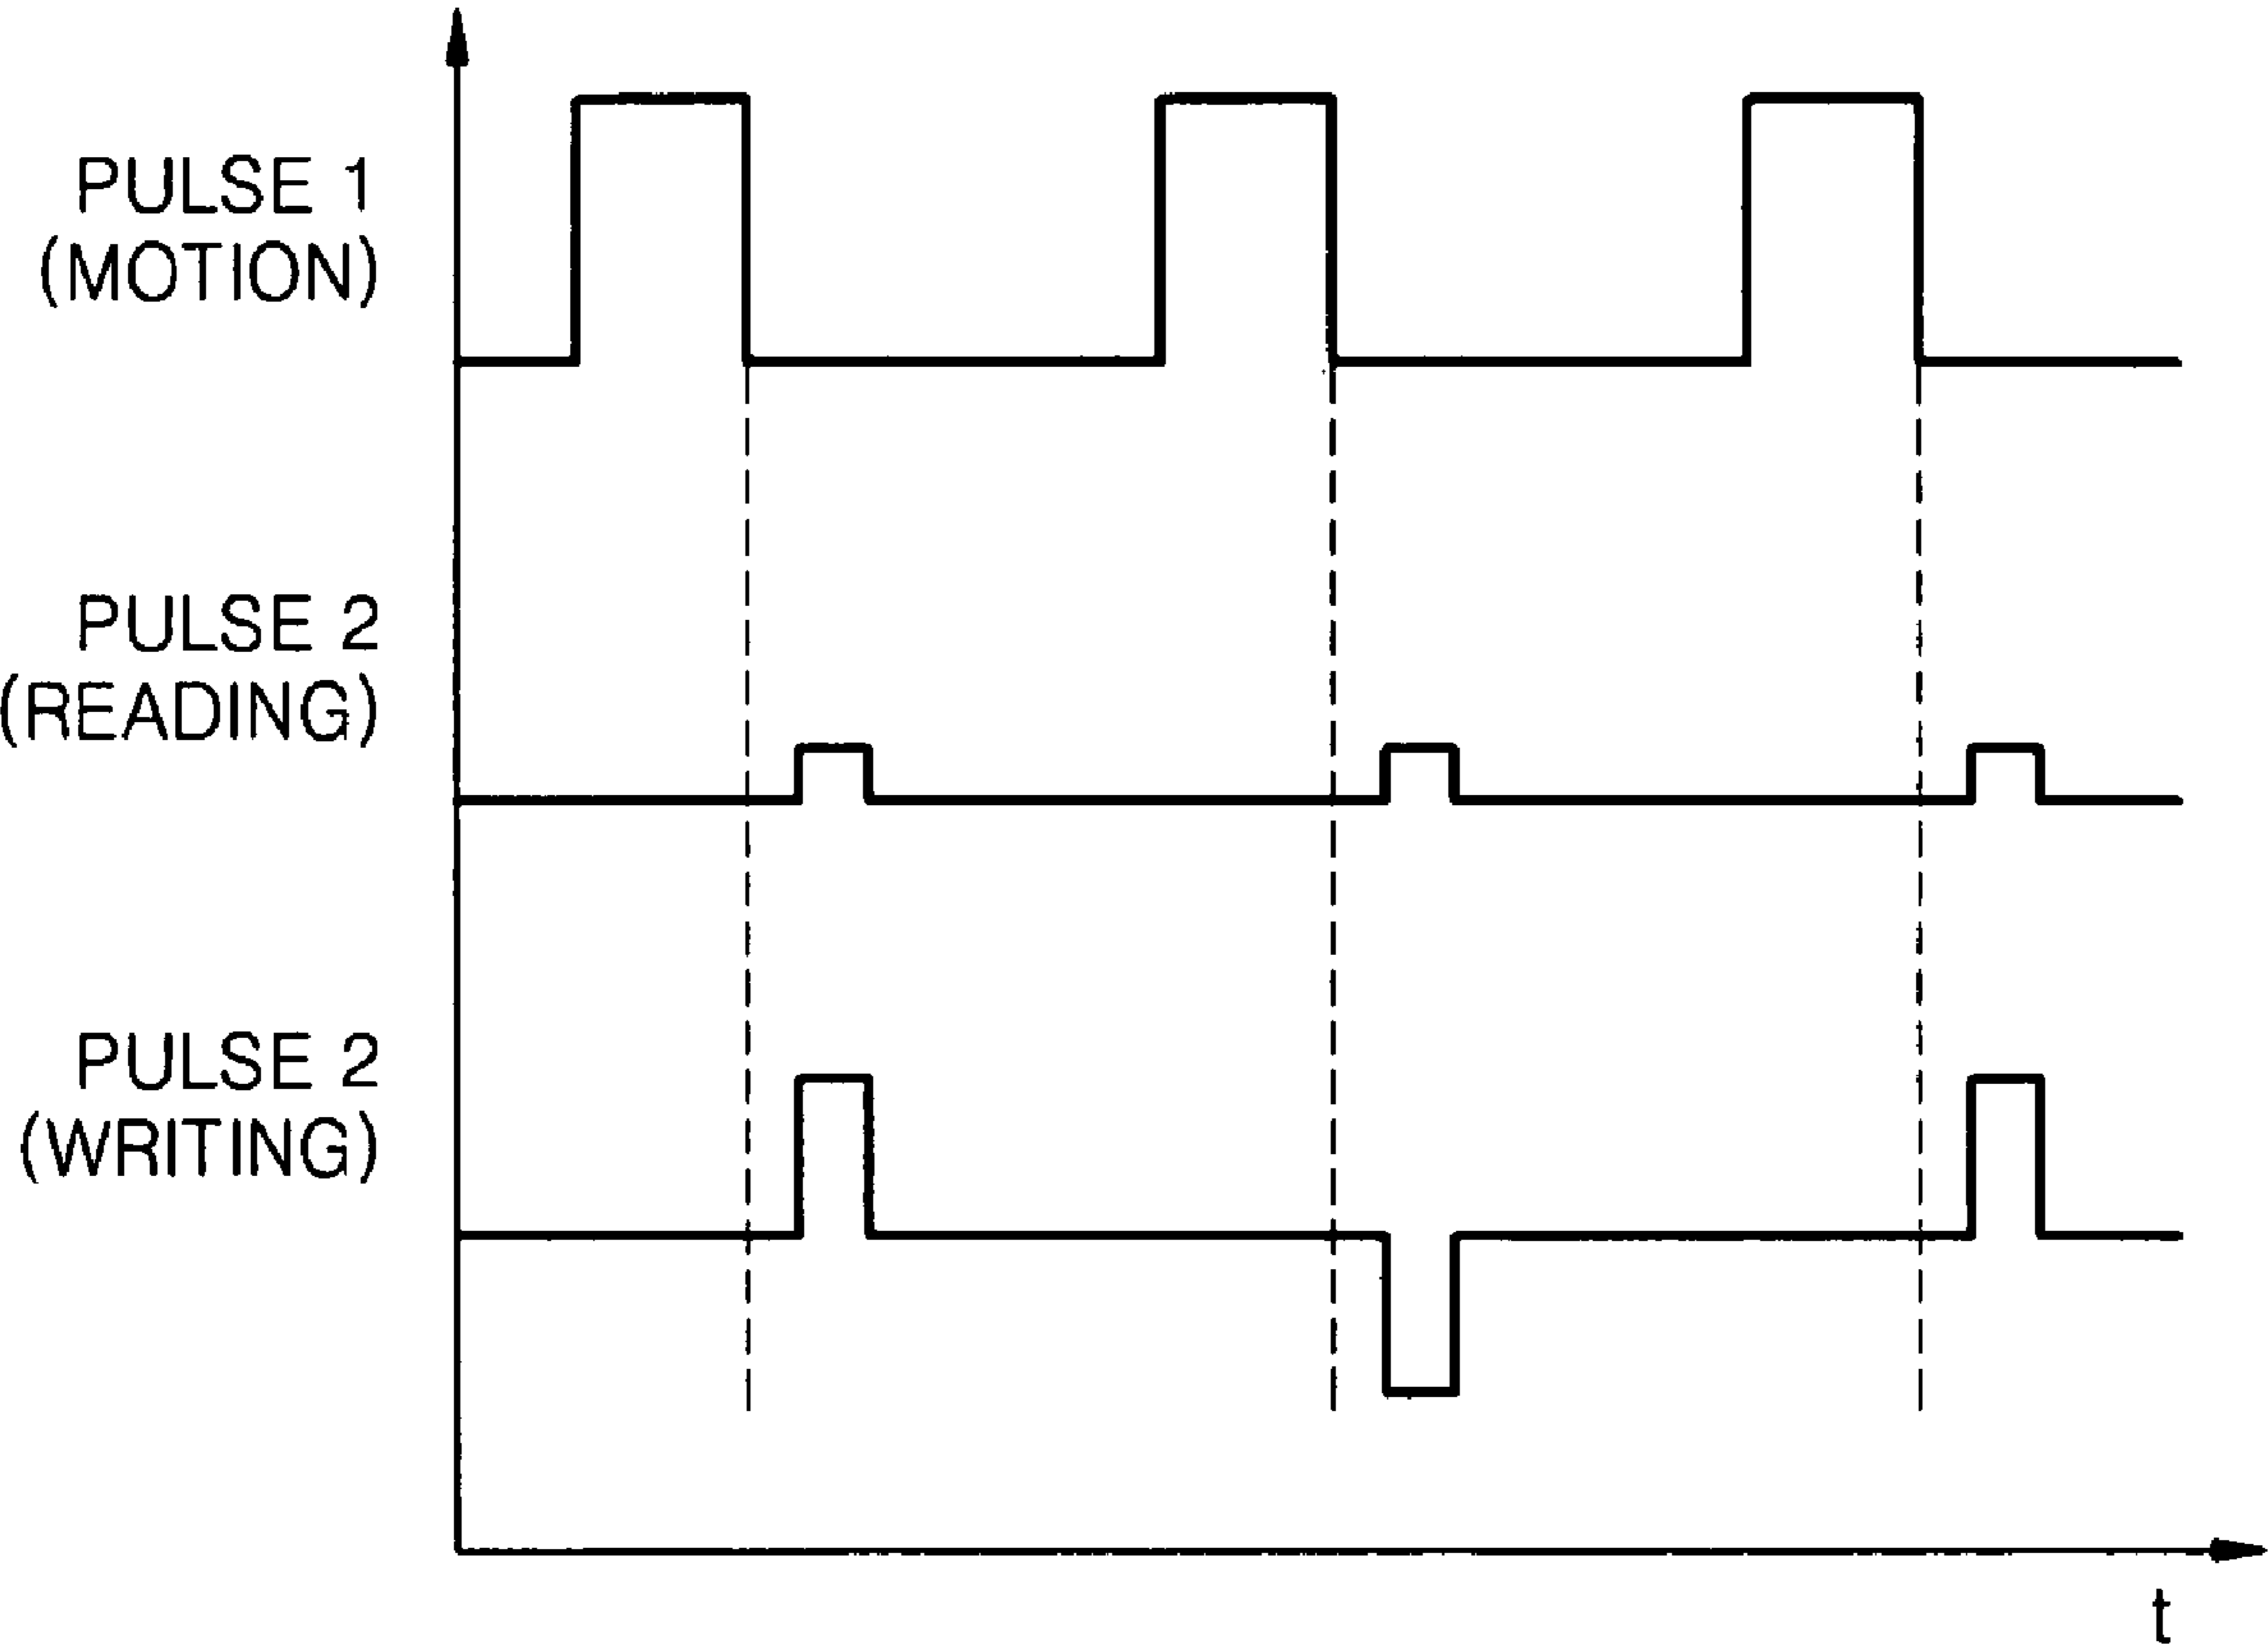 PULSE 1
(MOTION)
PULSE 2
(READING)
PULSE 2
(WRITING)
t